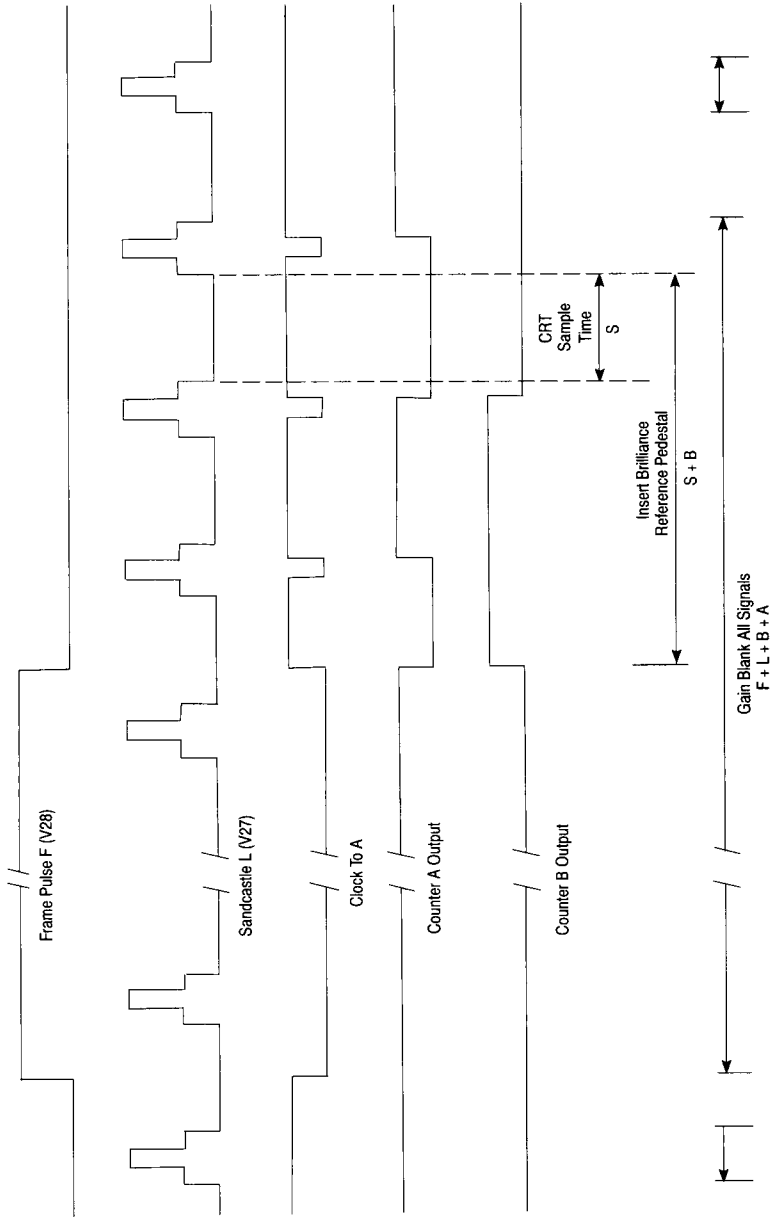 Frame Pulse F (V28)
Sandcastle L (V27)
Clock To A
Counter A Output
Counter B Output
CRT
Sample
Time
S
Insert Brilliance
Reference Pedestal
S + B
Gain Blank All Signals
F + L + B + A